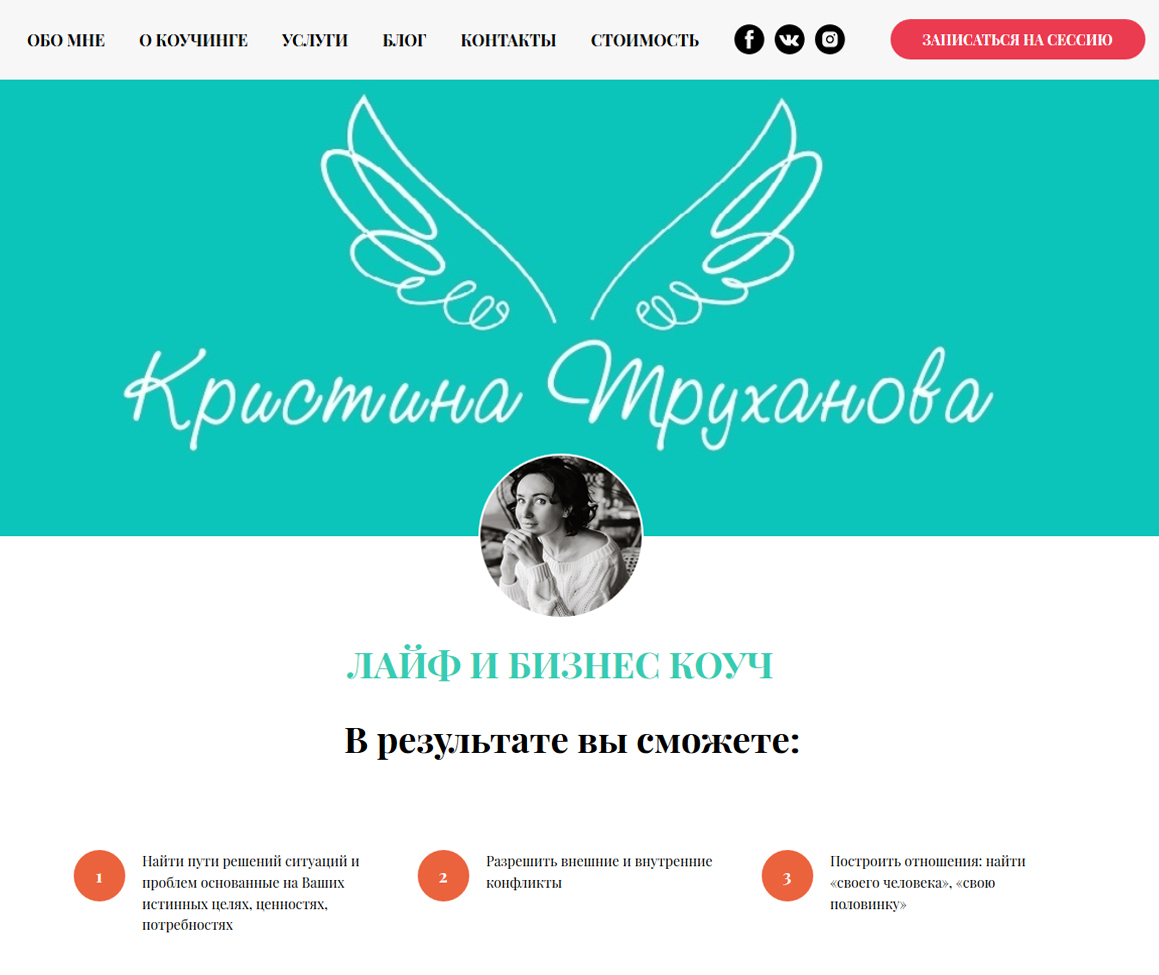 ОБО МНЕ О КОУЧИНГЕ УСЛУГИ БЛОГ КОНТАКТЫ СТОИМОСТЬ ЗАПИСАТЬСЯ НА СЕССИЮ
Кристина Труханова
ЛАЙФ И БИЗНЕС КОУЧ
В результате вы сможете:
1
Найти пути решений ситуаций и
проблем основанные на Ваших
истинных целях, ценностях,
потребностях
2
Разрешить внешние и внутренние
конфликты
3
Построить отношения: найти
«своего человека», «свою
половинку»